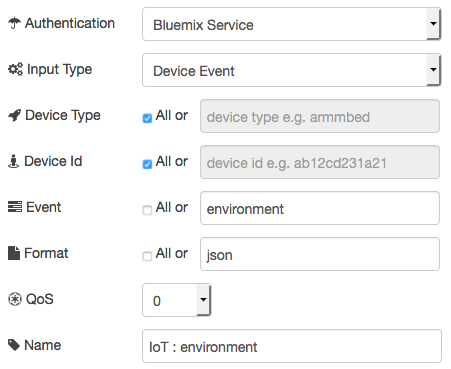 Authentication Bluemix Service
Input Type Device Event
Device Type All or device type e.g. armmbed
Device Id All or device id e.g. ab12cd231a21
Event All or environment
Format All or json
QoS 0
Name IoT : environment